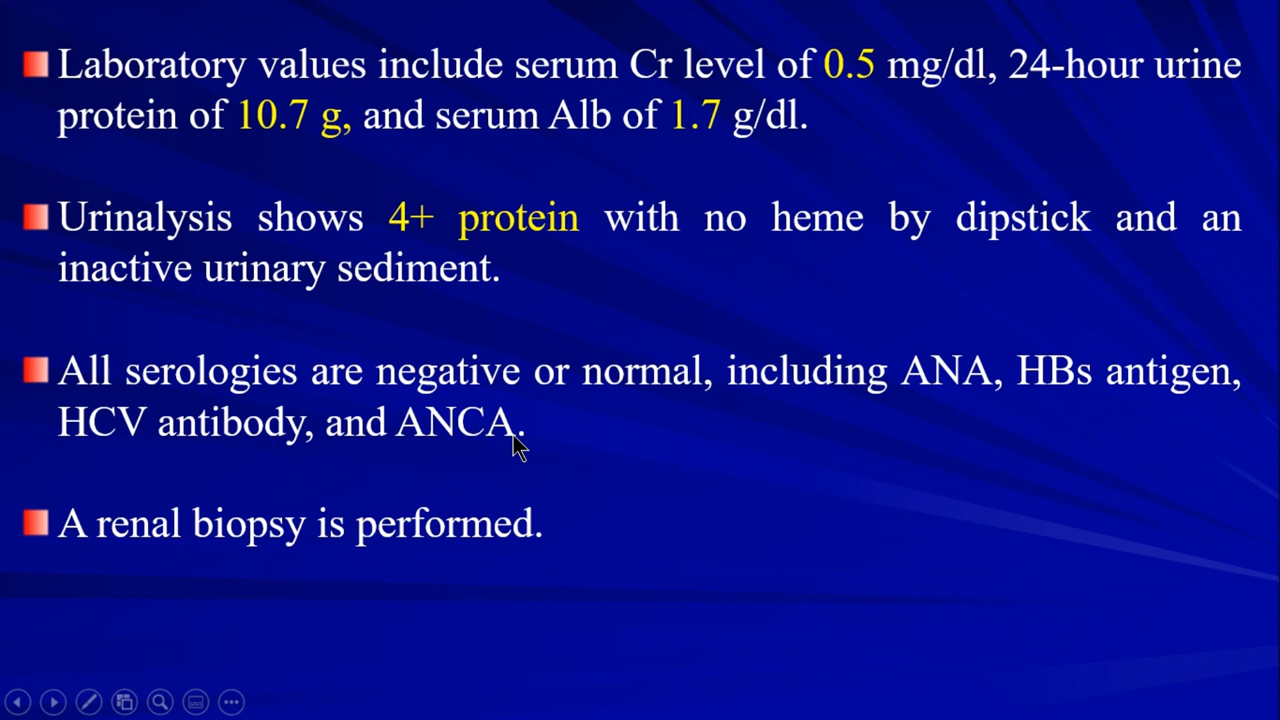 Laboratory values include serum Cr level of 0.5 mg/dl, 24-hour urine
protein of 10.7 g, and serum Alb of 1.7 g/dl.
Urinalysis shows 4+ protein with no heme by dipstick and an
inactive urinary sediment.
All serologies are negative or normal, including ANA, HBs antigen,
HCV antibody, and ANCA.
A renal biopsy is performed.